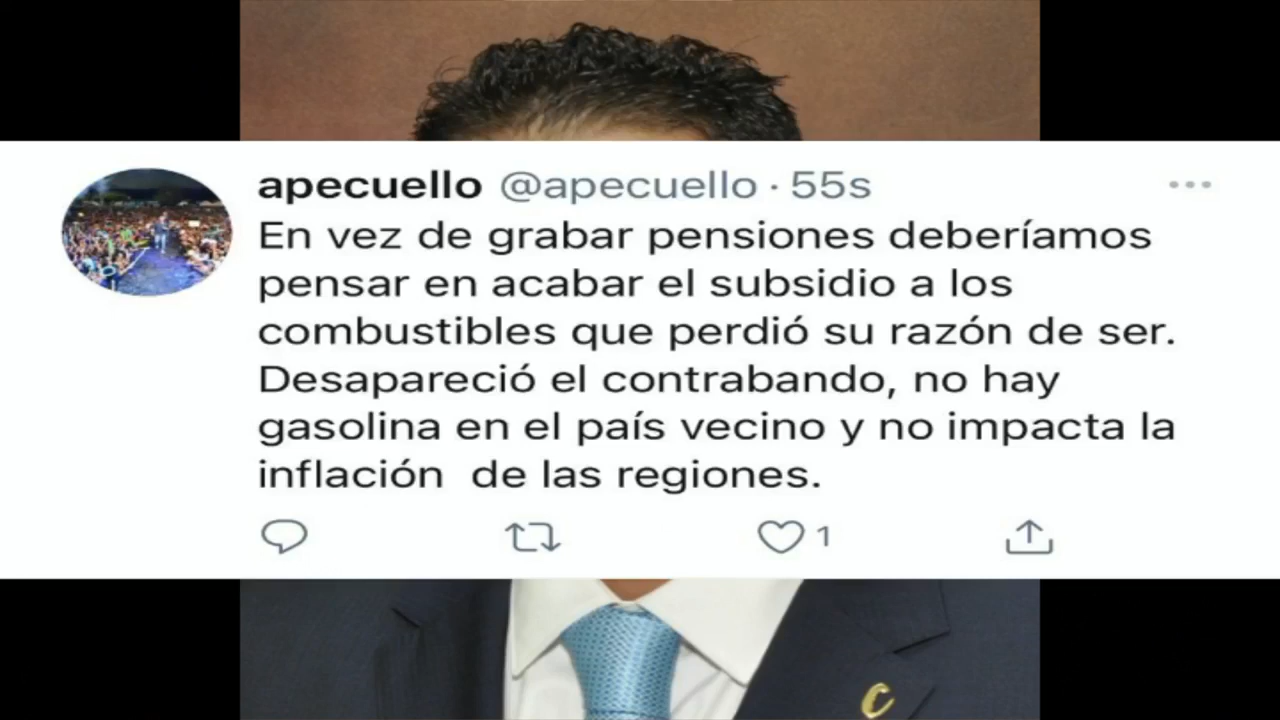 apecuello @apecuello · 55s
En vez de grabar pensiones deberíamos
pensar en acabar el subsidio a los
combustibles que perdió su razón de ser.
Desapareció el contrabando, no hay
gasolina en el país vecino y no impacta la
inflación de las regiones.
1
C